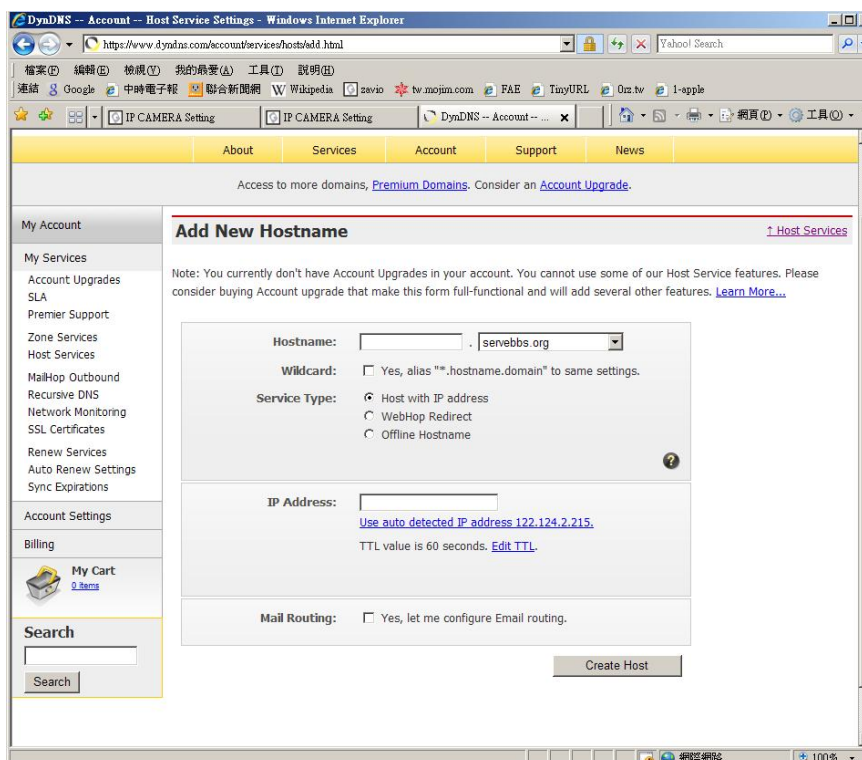 DynDNS -- Account -- Host Service Settings - Windows Internet Explorer
https://www.dyndns.com/account/services/hosts/add.html
Yahoo! Search
檔案(F) 編輯(E) 檢視(V) 我的最愛(A) 工具(T) 說明(H)
連結 Google 中時電子報 聯合新聞網 Wikipedia zavio tw.mojim.com FAE TinyURL 0rz.tw 1-apple
IP CAMERA Setting IP CAMERA Setting DynDNS -- Account -- ... 網頁(P) 工具(O)
About Services Account Support News
Access to more domains, Premium Domains. Consider an Account Upgrade.
My Account
My Services
Account Upgrades
SLA
Premier Support
Zone Services
Host Services
MailHop Outbound
Recursive DNS
Network Monitoring
SSL Certificates
Renew Services
Auto Renew Settings
Sync Expirations
Account Settings
Billing
My Cart
0 items
Search
Search
Add New Hostname
↑ Host Services
Note: You currently don't have Account Upgrades in your account. You cannot use some of our Host Service features. Please
consider buying Account upgrade that make this form full-functional and will add several other features. Learn More...
Hostname: . servebbs.org
Wildcard: Yes, alias "*.hostname.domain" to same settings.
Service Type: Host with IP address
WebHop Redirect
Offline Hostname
?
IP Address:
Use auto detected IP address 122.124.2.215.
TTL value is 60 seconds. Edit TTL.
Mail Routing: Yes, let me configure Email routing.
Create Host
網際網路 100%